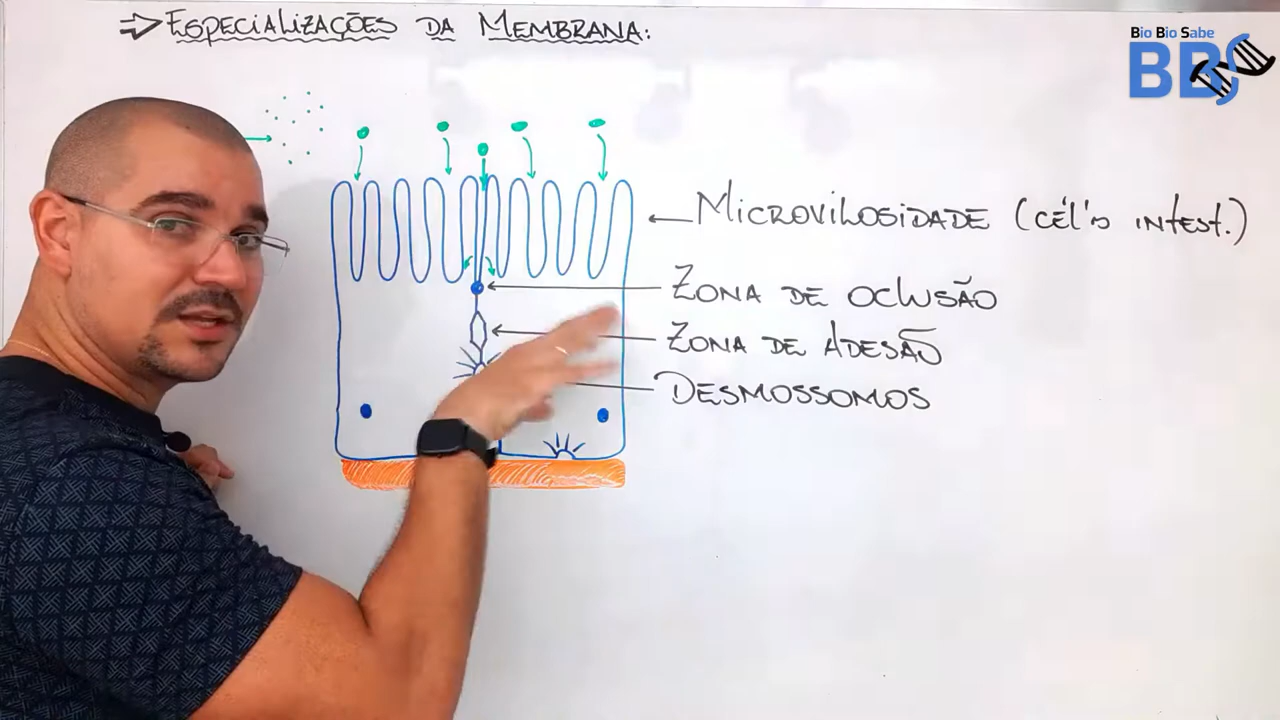 ⇒ Especializações da Membrana:
Bio Bio Sabe
BBS
Microvilosidade (cél's intest.)
Zona de oclusão
Zona de Adesão
Desmossomos